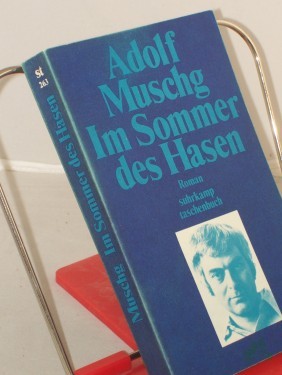 Adolf
Muschg
Im Sommer
des Hasen
Roman
suhrkamp
taschenbuch
st
263
Muschg, Im Sommer des Hasen